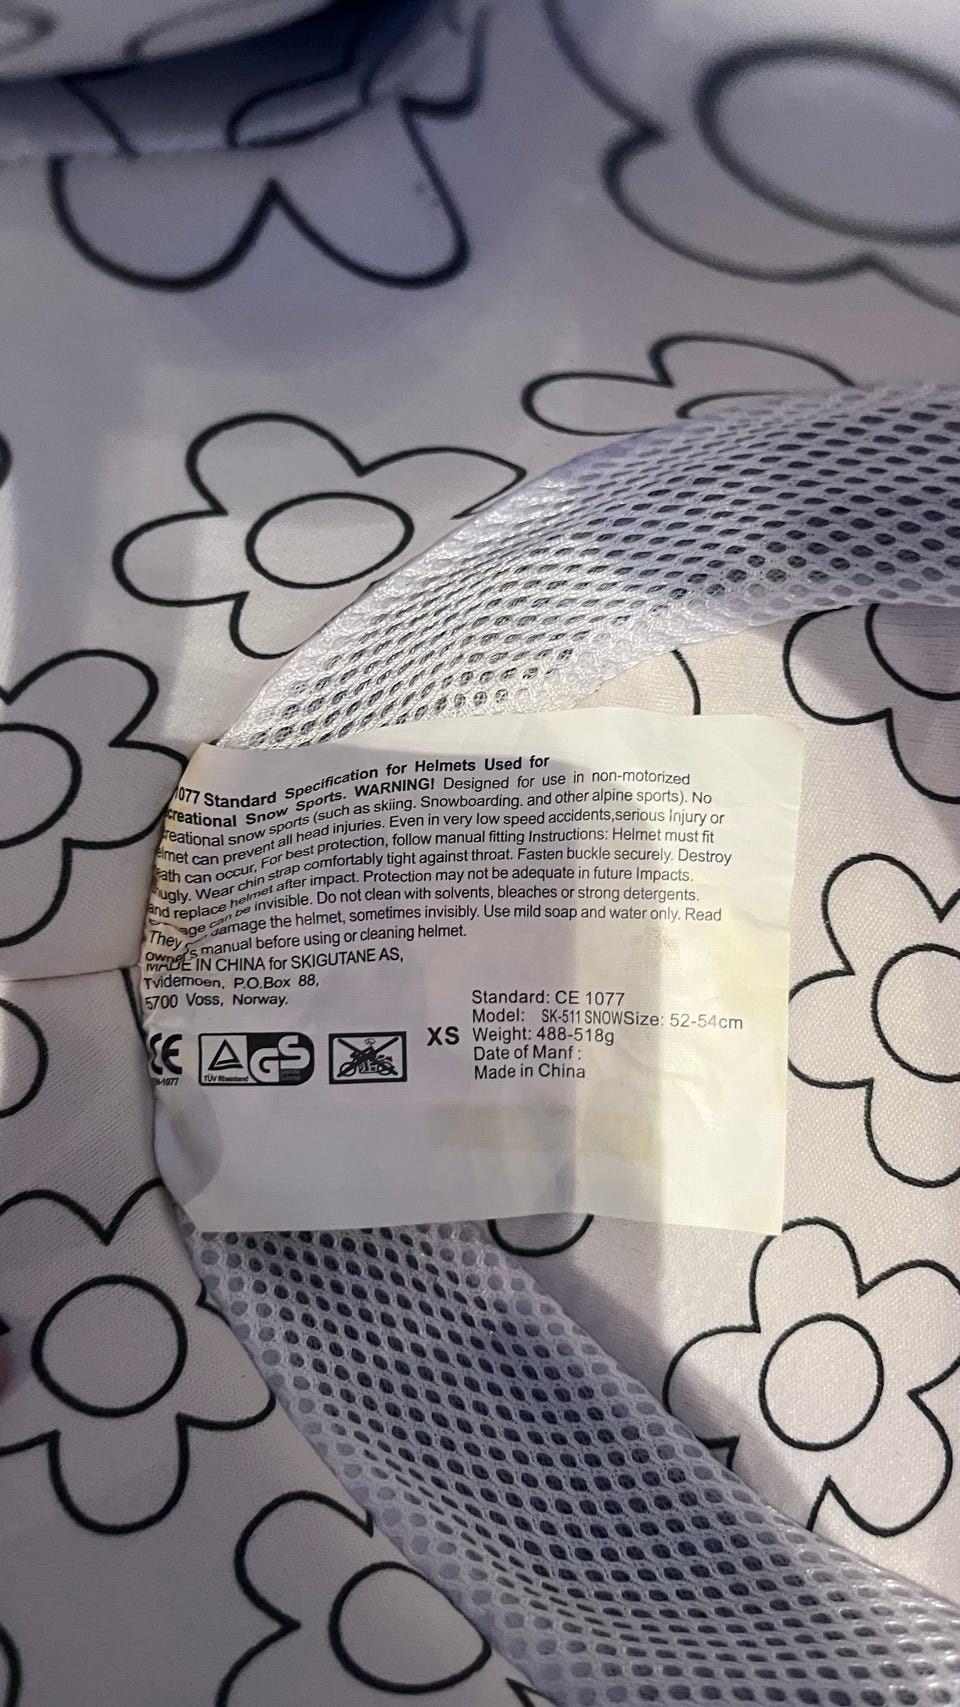 1077 Standard Specification for Helmets Used for
creational Snow Sports. WARNING! Designed for use in non-motorized
reational snow sports (such as skiing. Snowboarding. and other alpine sports). No
elmet can prevent all head injuries. Even in very low speed accidents,serious Injury or
eath can occur, For best protection, follow manual fitting Instructions: Helmet must fit
nugly. Wear chin strap comfortably tight against throat. Fasten buckle securely. Destroy
and replace helmet after impact. Protection may not be adequate in future Impacts.
age can be invisible. Do not clean with solvents, bleaches or strong detergents.
They damage the helmet, sometimes invisibly. Use mild soap and water only. Read
owner's manual before using or cleaning helmet.
MADE IN CHINA for SKIGUTANE AS,
Tvidemoen, P.O.Box 88,
5700 Voss, Norway.
CE
EN-1077
TÜV Rheinland
GS
XS
Standard: CE 1077
Model: SK-511 SNOWSize: 52-54cm
Weight: 488-518g
Date of Manf :
Made in China